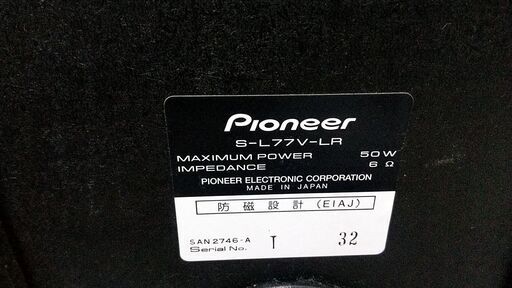 Pioneer
S-L77V-LR
MAXIMUM POWER 50W
IMPEDANCE 6Ω
PIONEER ELECTRONIC CORPORATION
MADE IN JAPAN
防磁設計(EIAJ)
SAN2746-A T 32
Serial No.